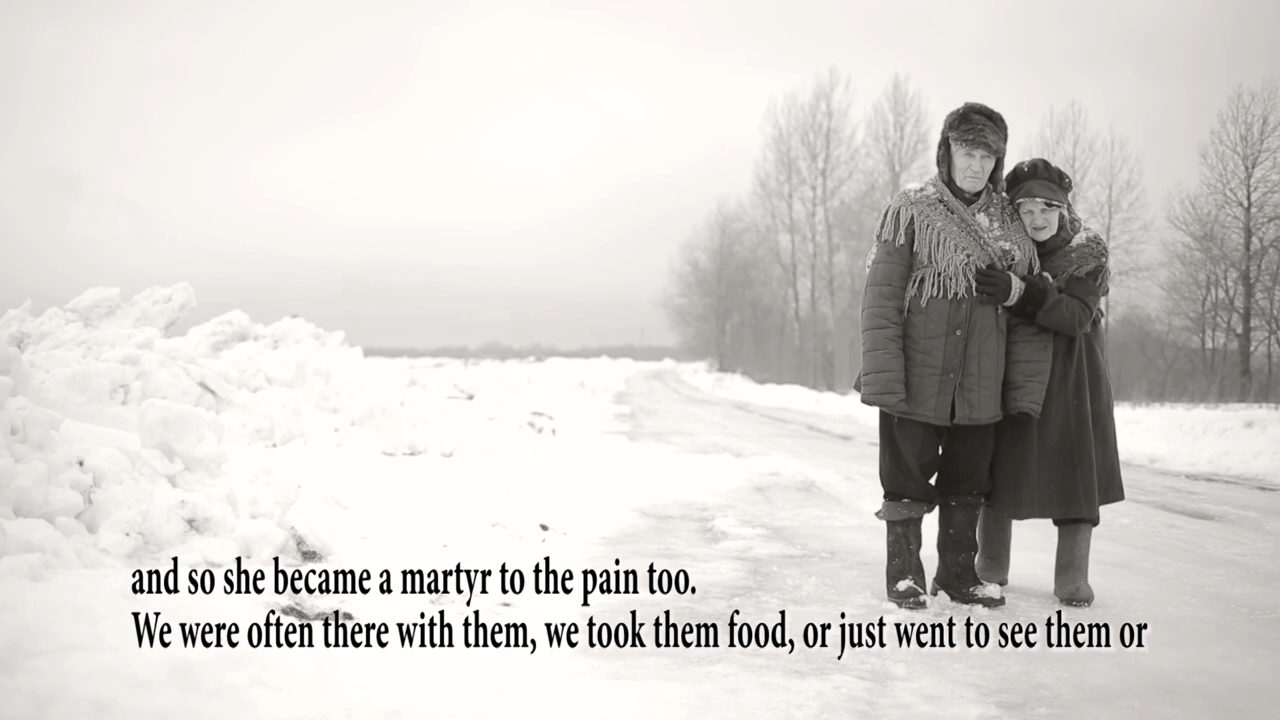 and so she became a martyr to the pain too.
We were often there with them, we took them food, or just went to see them or